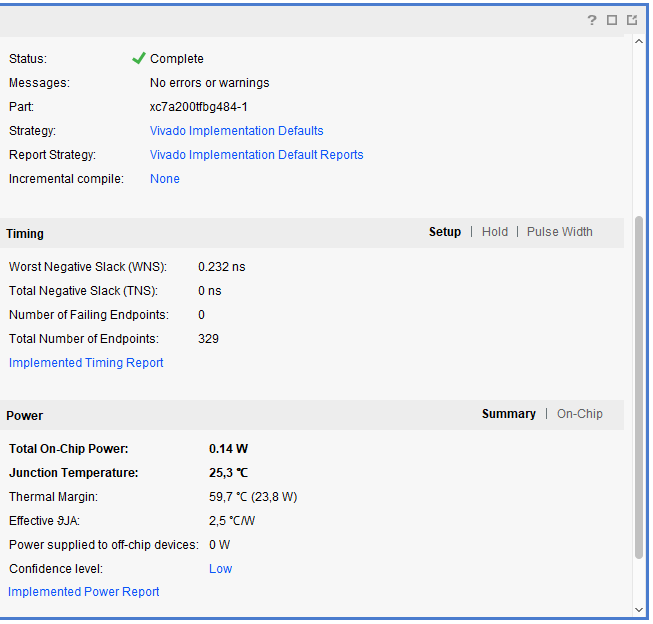 ?
Status: Complete
Messages: No errors or warnings
Part: xc7a200tfbg484-1
Strategy: Vivado Implementation Defaults
Report Strategy: Vivado Implementation Default Reports
Incremental compile: None
Timing Setup | Hold | Pulse Width
Worst Negative Slack (WNS): 0.232 ns
Total Negative Slack (TNS): 0 ns
Number of Failing Endpoints: 0
Total Number of Endpoints: 329
Implemented Timing Report
Power Summary | On-Chip
Total On-Chip Power: 0.14 W
Junction Temperature: 25,3 °C
Thermal Margin: 59,7 °C (23,8 W)
Effective ϑJA: 2,5 °C/W
Power supplied to off-chip devices: 0 W
Confidence level: Low
Implemented Power Report